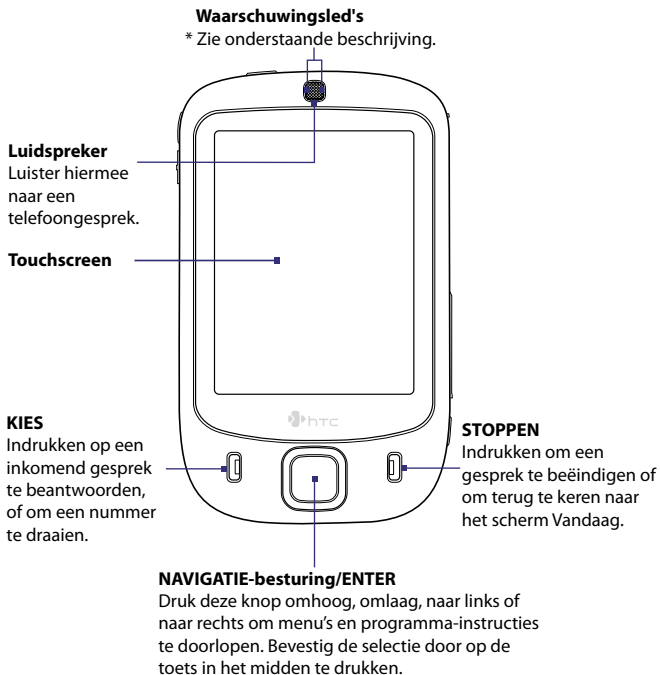 Waarschuwingsled's
* Zie onderstaande beschrijving.
Luidspreker
Luister hiermee
naar een
telefoongesprek.
Touchscreen
hTC
KIES
Indrukken op een
inkomend gesprek
te beantwoorden,
of om een nummer
te draaien.
STOPPEN
Indrukken om een
gesprek te beëindigen of
om terug te keren naar
het scherm Vandaag.
NAVIGATIE-besturing/ENTER
Druk deze knop omhoog, omlaag, naar links of
naar rechts om menu’s en programma-instructies
te doorlopen. Bevestig de selectie door op de
toets in het midden te drukken.